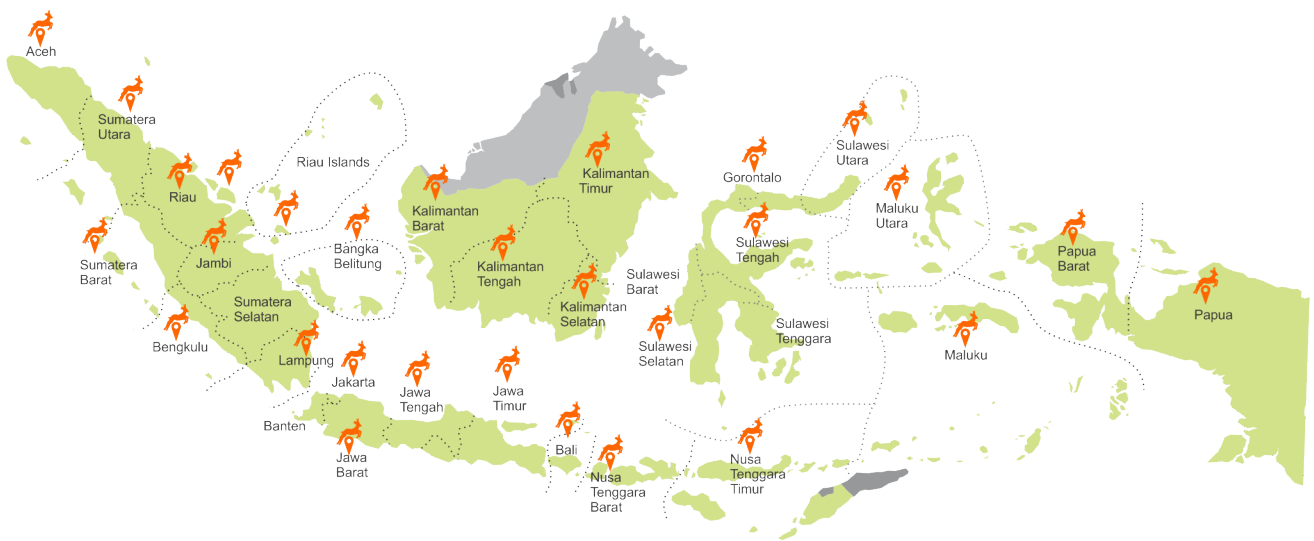 Aceh
Sumatera
Utara
Riau Islands
Riau
Sumatera
Barat
Jambi
Bangka
Belitung
Sumatera
Selatan
Bengkulu
Lampung
Kalimantan
Barat
Kalimantan
Timur
Kalimantan
Tengah
Kalimantan
Selatan
Gorontalo
Sulawesi
Utara
Sulawesi
Tengah
Sulawesi
Barat
Sulawesi
Tenggara
Sulawesi
Selatan
Maluku
Utara
Maluku
Papua
Barat
Papua
Jakarta
Banten
Jawa
Barat
Jawa
Tengah
Jawa
Timur
Bali
Nusa
Tenggara
Barat
Nusa
Tenggara
Timur